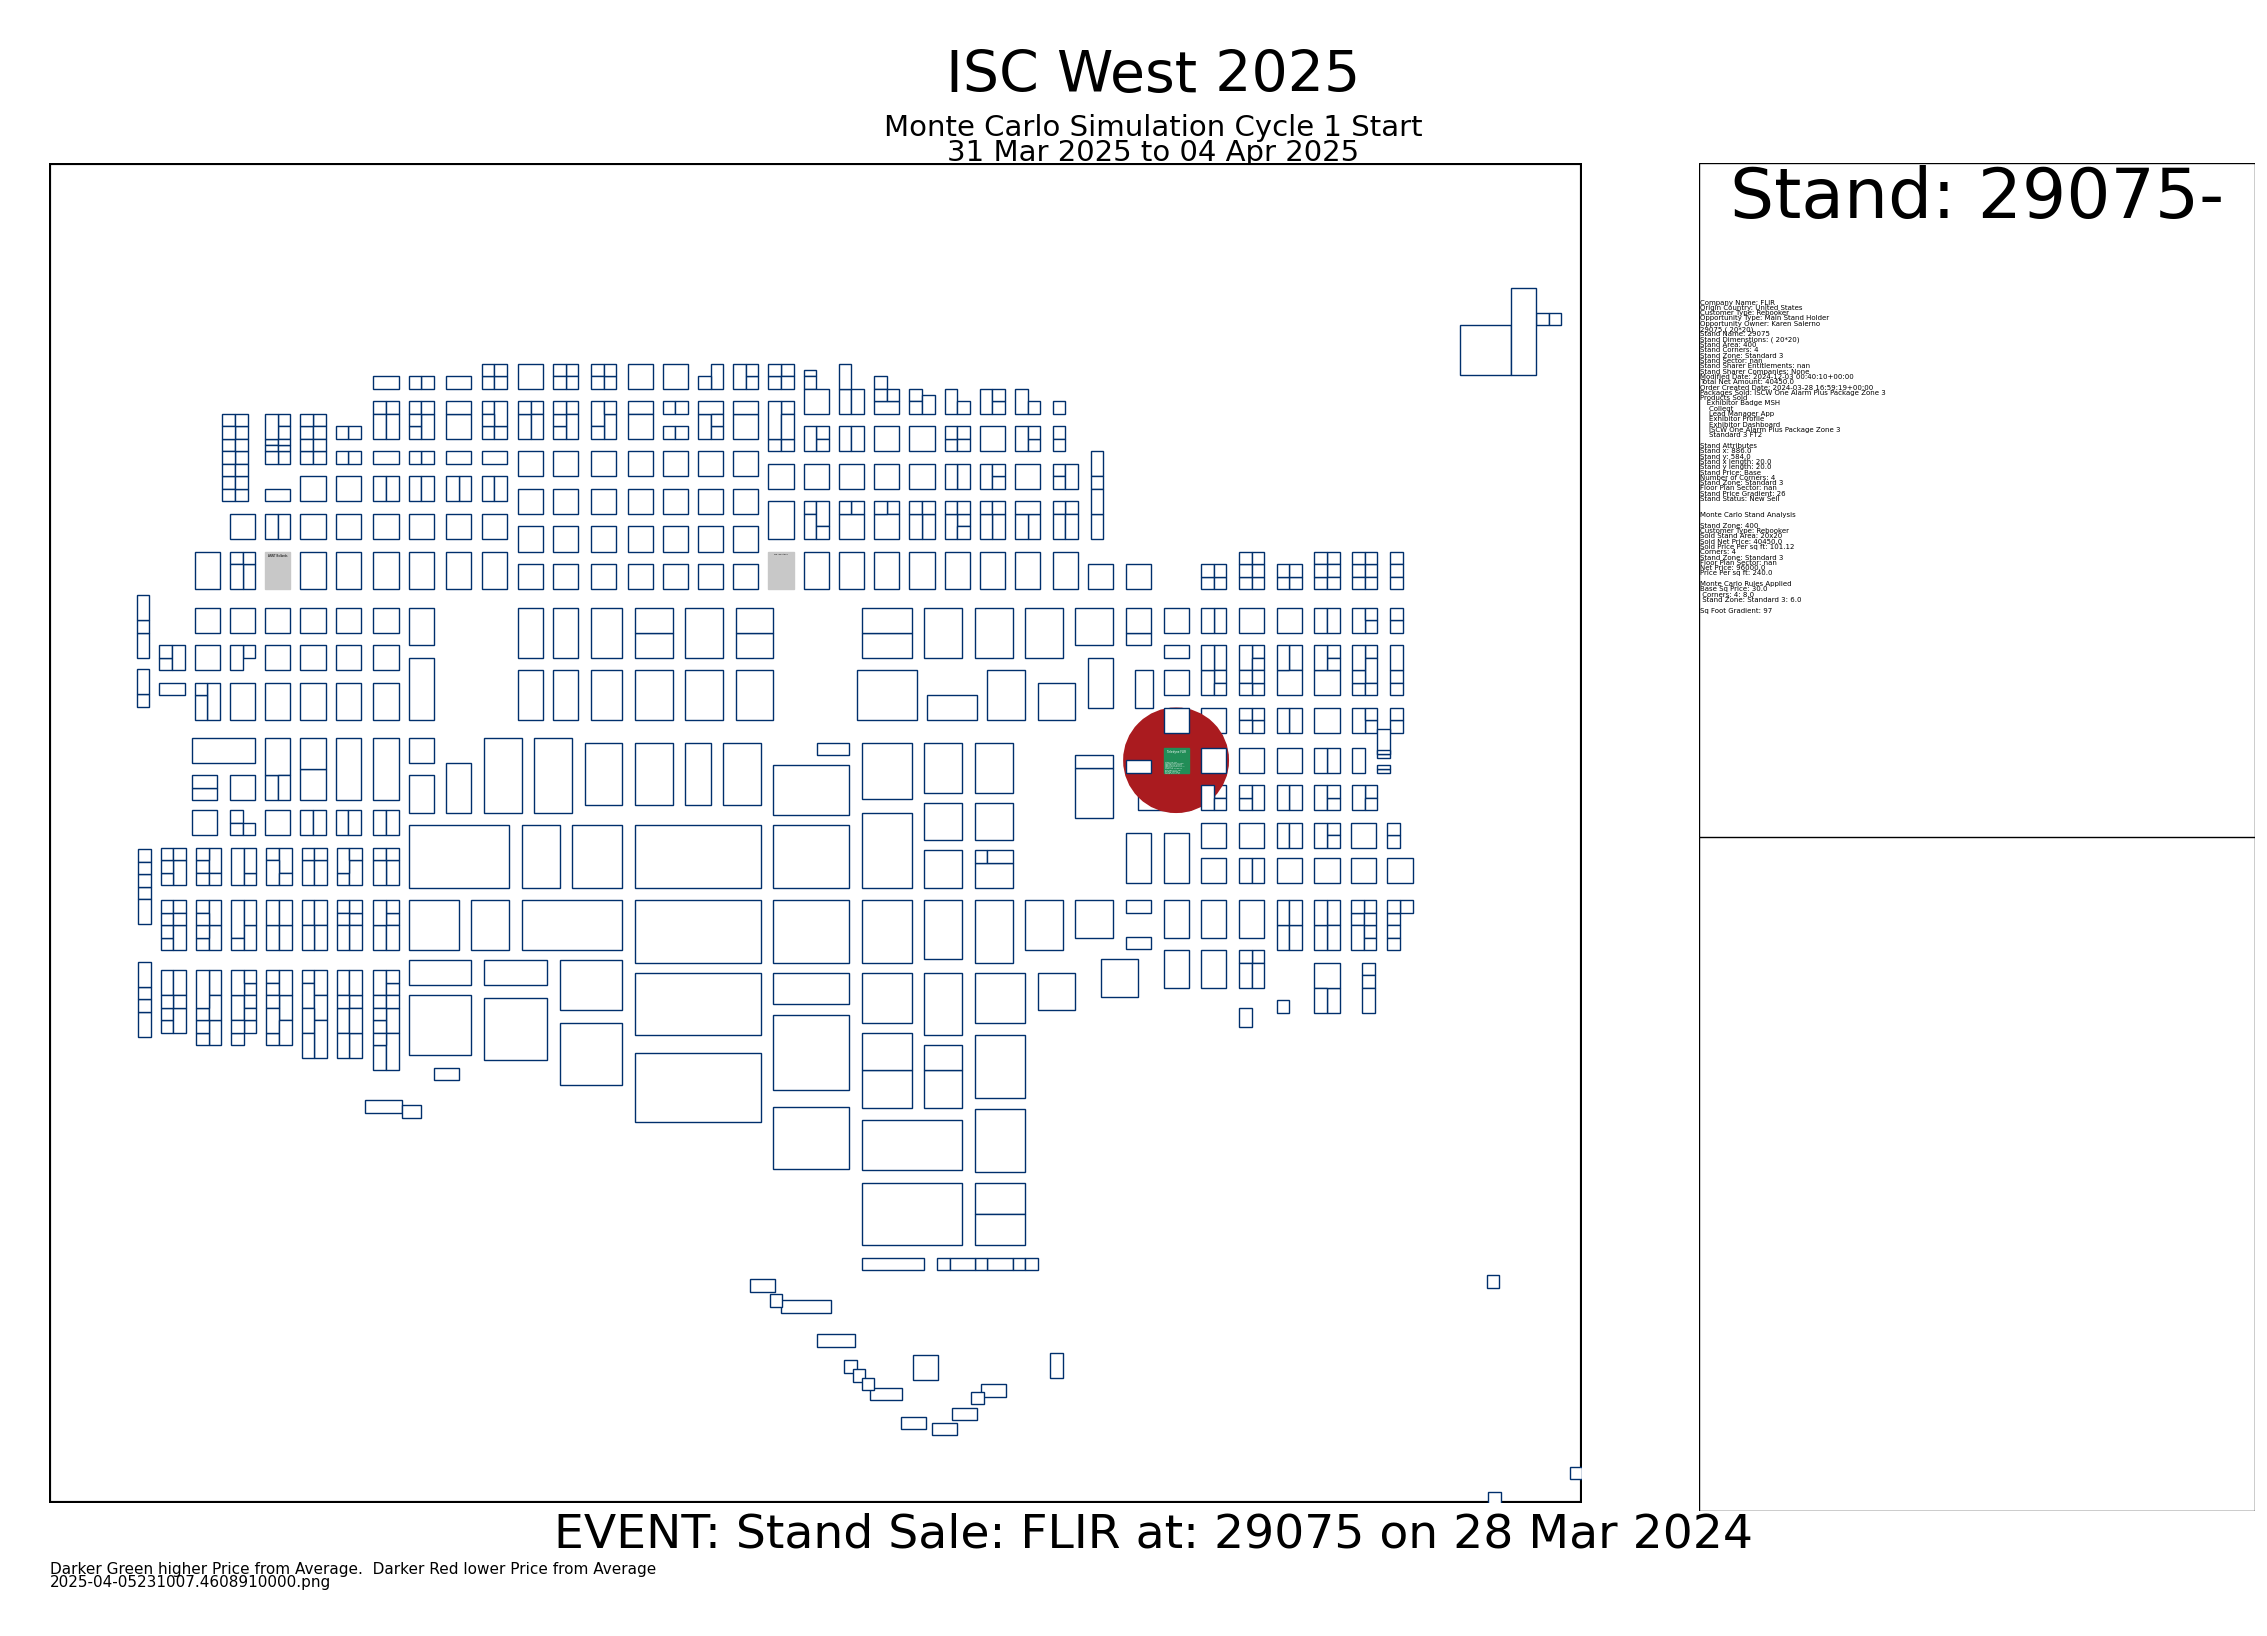 ISC West 2025
Monte Carlo Simulation Cycle 1 Start
31 Mar 2025 to 04 Apr 2025
Stand: 29075-
Company Name: FLIR
Origin Country: United States
Customer Type: Rebooker
Opportunity Type: Main Stand Holder
Opportunity Owner: Karen Salerno
29075 ( 20*20)
Stand Name: 29075
Stand Dimenstions: ( 20*20)
Stand Area: 400
Stand Corners: 4
Stand Zone: Standard 3
Stand Sector: nan
Stand Sharer Entitlements: nan
Stand Sharer Companies: None
Modified Date: 2024-12-03 00:40:10+00:00
Total Net Amount: 40450.0
Order Created Date: 2024-03-28 16:59:19+00:00
Packages Sold: ISCW One Alarm Plus Package Zone 3
Products Sold
Exhibitor Badge MSH
Colleqt
Lead Manager App
Exhibitor Profile
Exhibitor Dashboard
ISCW One Alarm Plus Package Zone 3
Standard 3 FT2
Stand Attributes
Stand x: 886.0
Stand y: 584.0
Stand x length: 20.0
Stand y length: 20.0
Stand Price: Base
Number of Corners: 4
Stand Zone: Standard 3
Floor Plan Sector: nan
Stand Price Gradient: 26
Stand Status: New Sell
Monte Carlo Stand Analysis
Stand Zone: 400
Customer Type: Rebooker
Sold Stand Area: 20x20
Sold Net Price: 40450.0
Sold Price Per sq ft: 101.12
Corners: 4
Stand Zone: Standard 3
Floor Plan Sector: nan
Net Price: 96000.0
Price Per sq ft: 240.0
Monte Carlo Rules Applied
Base Sq Price: 30.0
Corners: 4: 8.0
Stand Zone: Standard 3: 6.0
Sq Foot Gradient: 97
EVENT: Stand Sale: FLIR at: 29075 on 28 Mar 2024
Darker Green higher Price from Average.  Darker Red lower Price from Average
2025-04-05231007.4608910000.png